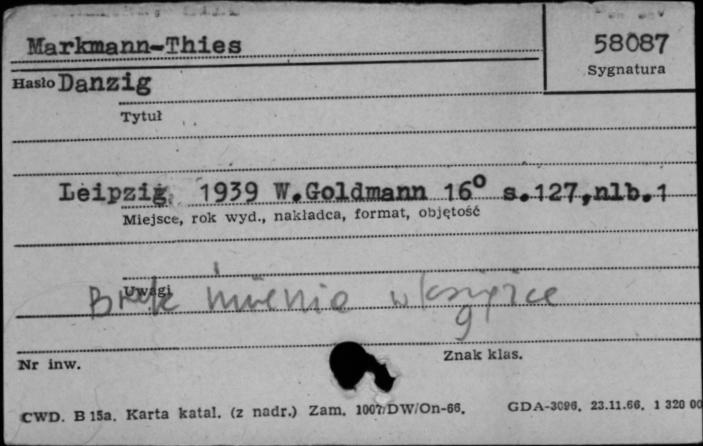 Markmann-Thies
58087
Sygnatura
Hasło Danzig
Tytuł
Leipzig, 1939 W.Goldmann 16° s.127,nlb.1
Miejsce, rok wyd., nakładca, format, objętość
Uwagi
Brak imienia w książce
Nr inw.
Znak klas.
CWD. B 15a. Karta katal. (z nadr.) Zam. 1007/DW/On-66. GDA-3096. 23.11.66. 1 320 00